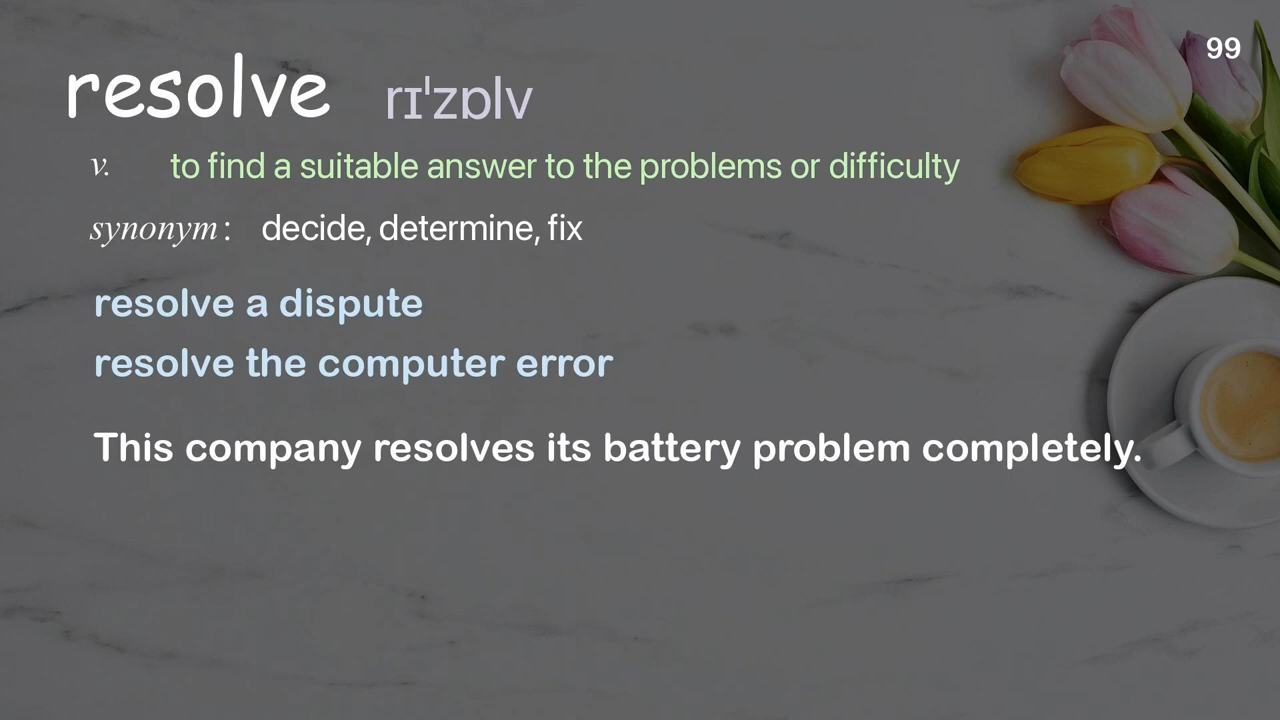 99
resolve rɪˈzɒlv
v. to find a suitable answer to the problems or difficulty
synonym: decide, determine, fix
resolve a dispute
resolve the computer error
This company resolves its battery problem completely.